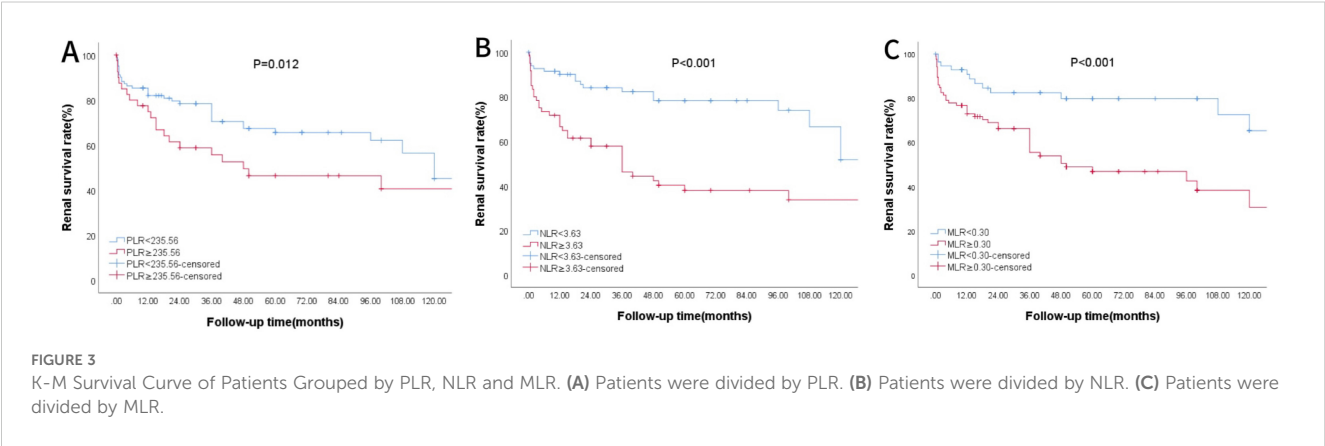 A
P=0.012
Renal survival rate(%)
100
80
60
40
20
0
PLR<235.56
PLR≥235.56
PLR<235.56-censored
PLR≥235.56-censored
.00 12.00 24.00 36.00 48.00 60.00 72.00 84.00 96.00 108.00 120.00
Follow-up time(months)
B
P<0.001
Renal survival rate(%)
100
80
60
40
20
0
NLR<3.63
NLR≥3.63
NLR<3.63-censored
NLR≥3.63-censored
.00 12.00 24.00 36.00 48.00 60.00 72.00 84.00 96.00 108.00 120.00
Follow-up time(months)
C
P<0.001
Renal ssurvival rate(%)
100
80
60
40
20
0
MLR<0.30
MLR≥0.30
MLR<0.30-censored
MLR≥0.30-censored
.00 12.00 24.00 36.00 48.00 60.00 72.00 84.00 96.00 108.00 120.00
Follow-up time(months)
FIGURE 3
K-M Survival Curve of Patients Grouped by PLR, NLR and MLR. (A) Patients were divided by PLR. (B) Patients were divided by NLR. (C) Patients were
divided by MLR.